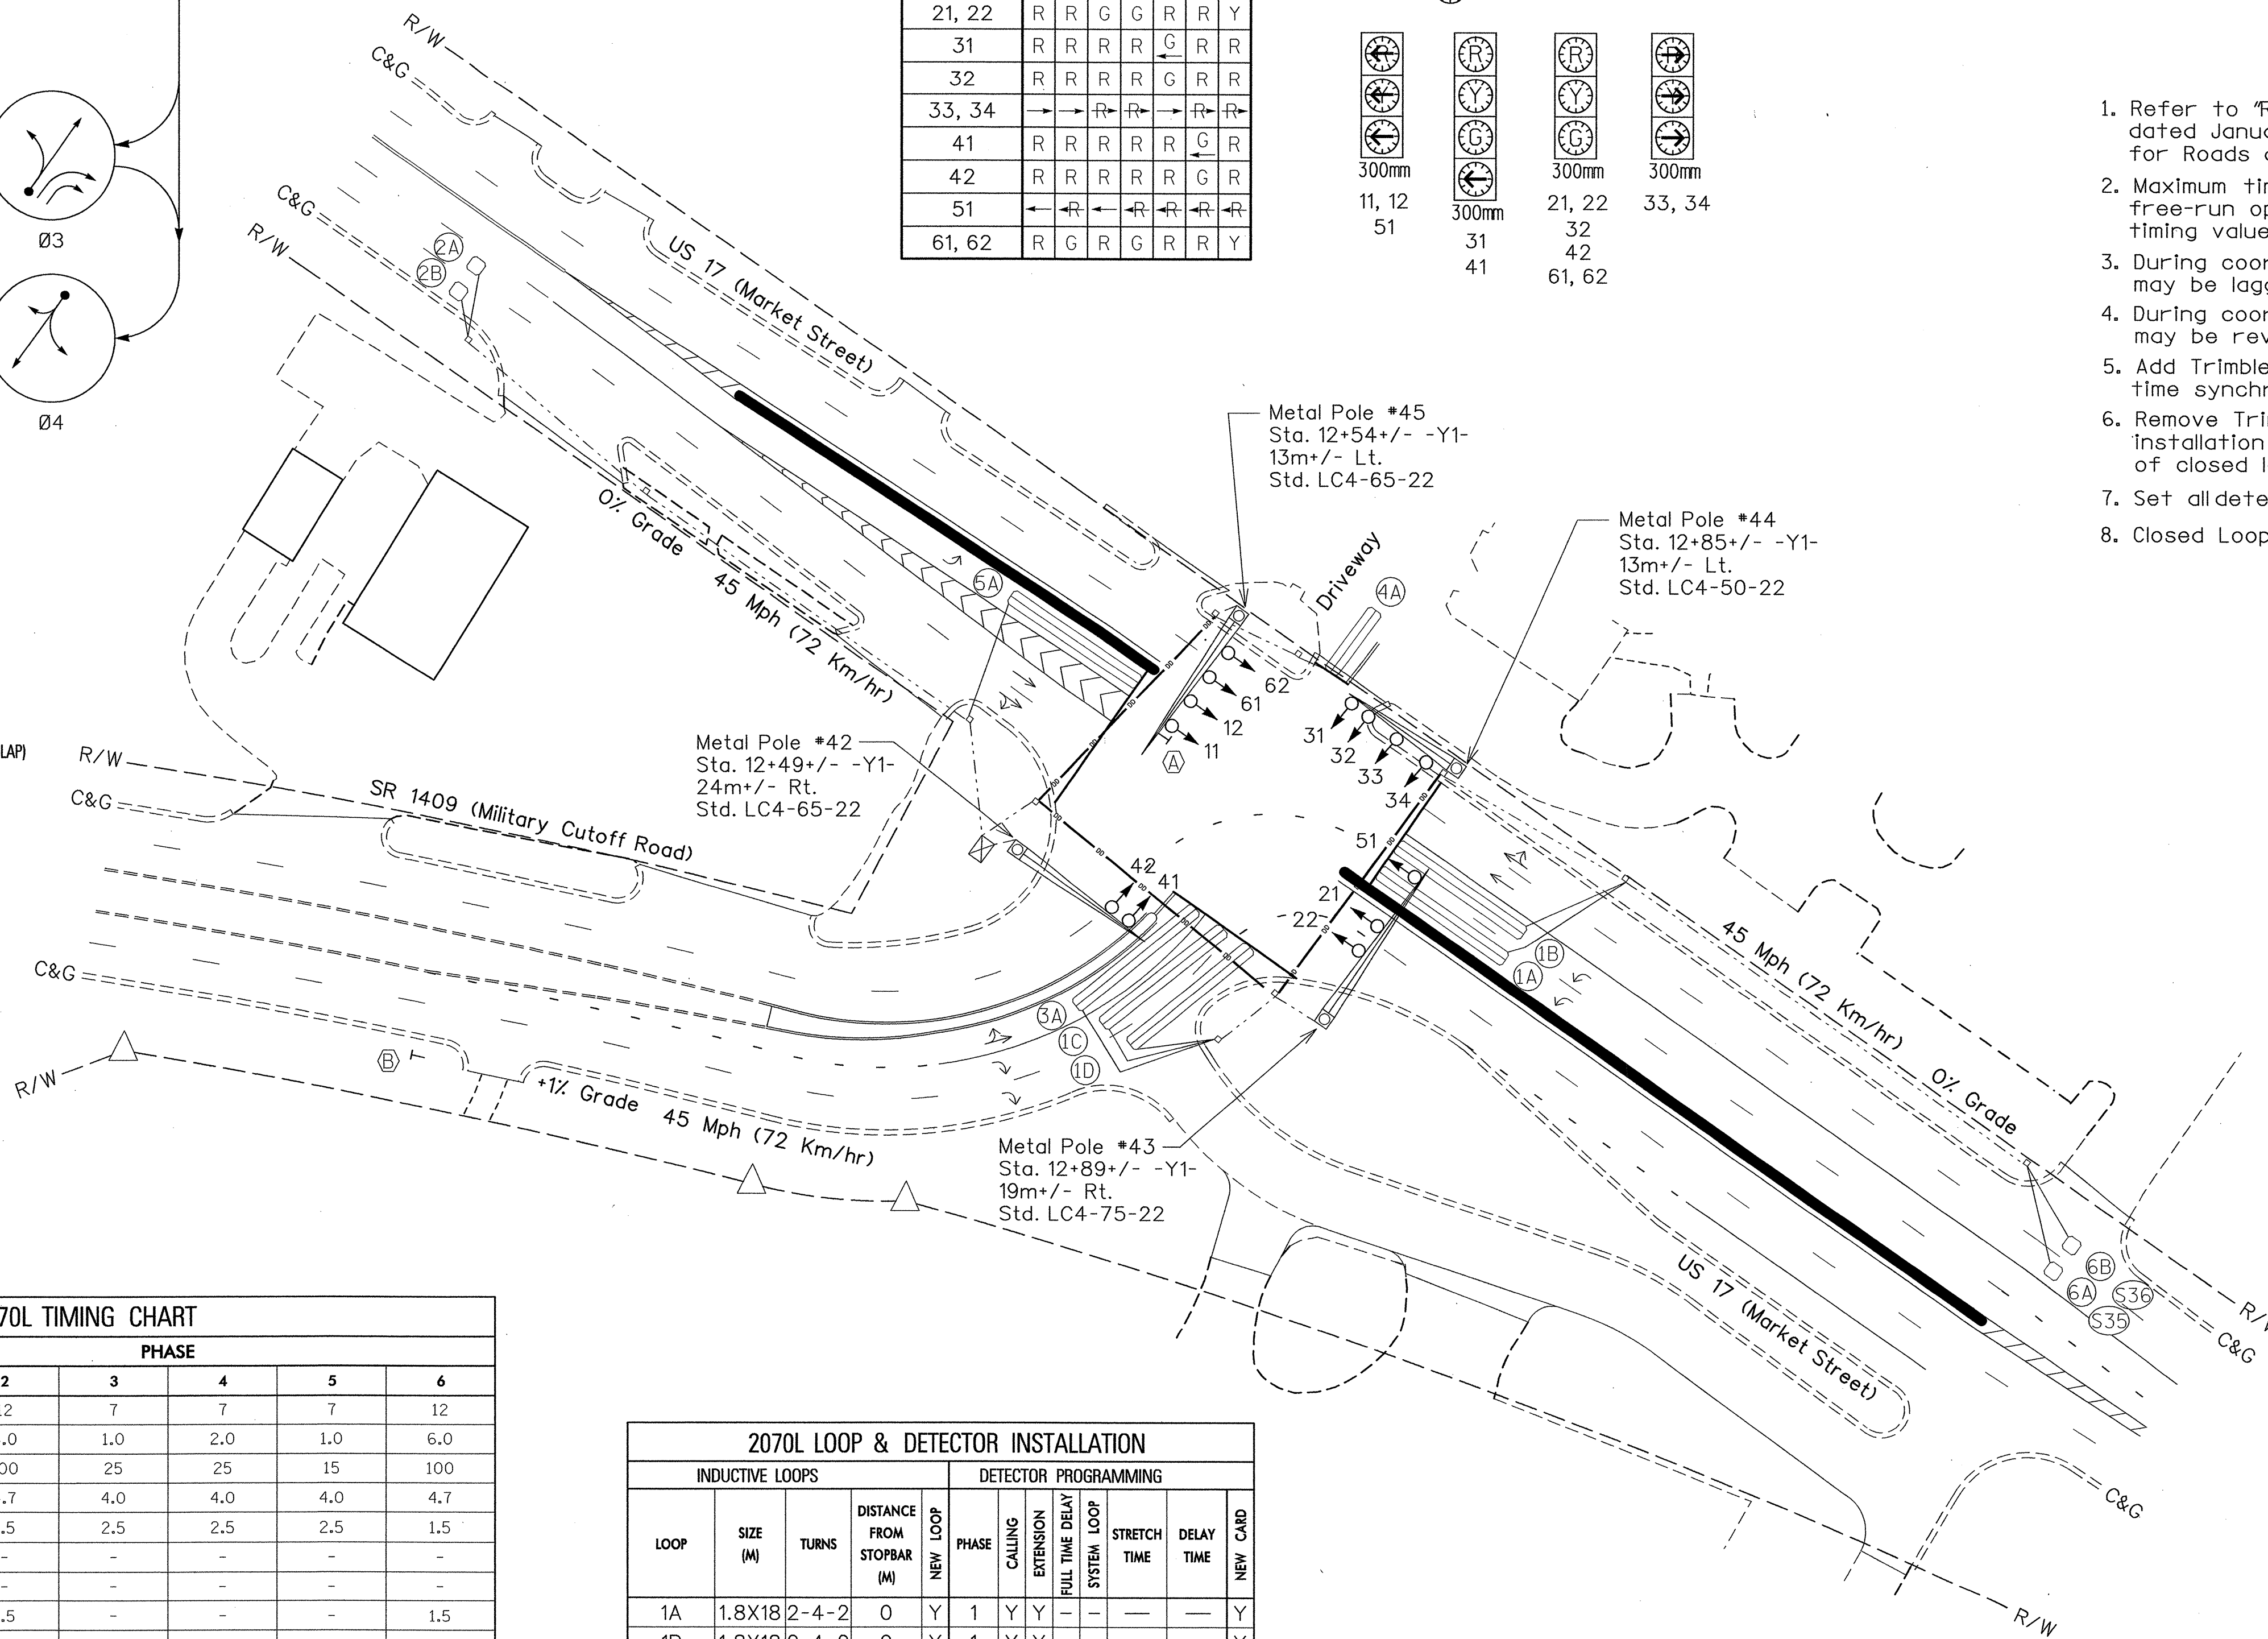 21, 22 R R G G R R Y
31 R R R R G R R
32 R R R R G R R
33, 34 R R R R
41 R R R R R G R
42 R R R R R G R
51 R R R R R
61, 62 R G R G R R Y
R R R R
Y Y Y Y
G G
300mm 300mm 300mm
300mm
11, 12
51
31
41
21, 22
32
42
61, 62
33, 34
Ø3
Ø4
LAP)
1. Refer to
dated
for Roads
2. Maximum
free-run
timing
3. During
may be
4. During
may be
5. Add Trimble
time
6. Remove
installation
of closed
7. Set all
8. Closed Loop
R/W
C&G
C&G
R/W
2A
2B
US 17 (Market Street)
0% Grade 45 Mph (72 Km/hr)
5A
Metal Pole #45
Sta. 12+54+/- -Y1-
13m+/- Lt.
Std. LC4-65-22
Metal Pole #44
Sta. 12+85+/- -Y1-
13m+/- Lt.
Std. LC4-50-22
Driveway
4A
62
61
12
11
A
31
32
33
34
Metal Pole #42
Sta. 12+49+/- -Y1-
24m+/- Rt.
Std. LC4-65-22
R/W
C&G
SR 1409 (Military Cutoff Road)
42
41
51
21
22
1B
1A
C&G
3A
1C
1D
B
R/W
+1% Grade 45 Mph (72 Km/hr)
45 Mph (72 Km/hr) 0% Grade
Metal Pole #43
Sta. 12+89+/- -Y1-
19m+/- Rt.
Std. LC4-75-22
US 17 (Market Street)
6B
6A
S36
S35
R/W
C&G
C&G
R/W
70L TIMING CHART
PHASE
2 3 4 5 6
12 7 7 7 12
.0 1.0 2.0 1.0 6.0
00 25 25 15 100
.7 4.0 4.0 4.0 4.7
.5 2.5 2.5 2.5 1.5
- - - - -
- - - - -
.5 - - - 1.5
2070L LOOP & DETECTOR INSTALLATION
INDUCTIVE LOOPS DETECTOR PROGRAMMING
LOOP SIZE (M) TURNS DISTANCE FROM STOPBAR (M) NEW LOOP PHASE CALLING EXTENSION FULL TIME DELAY SYSTEM LOOP STRETCH TIME DELAY TIME NEW CARD
1A 1.8X18 2-4-2 0 Y 1 Y Y - - - - Y